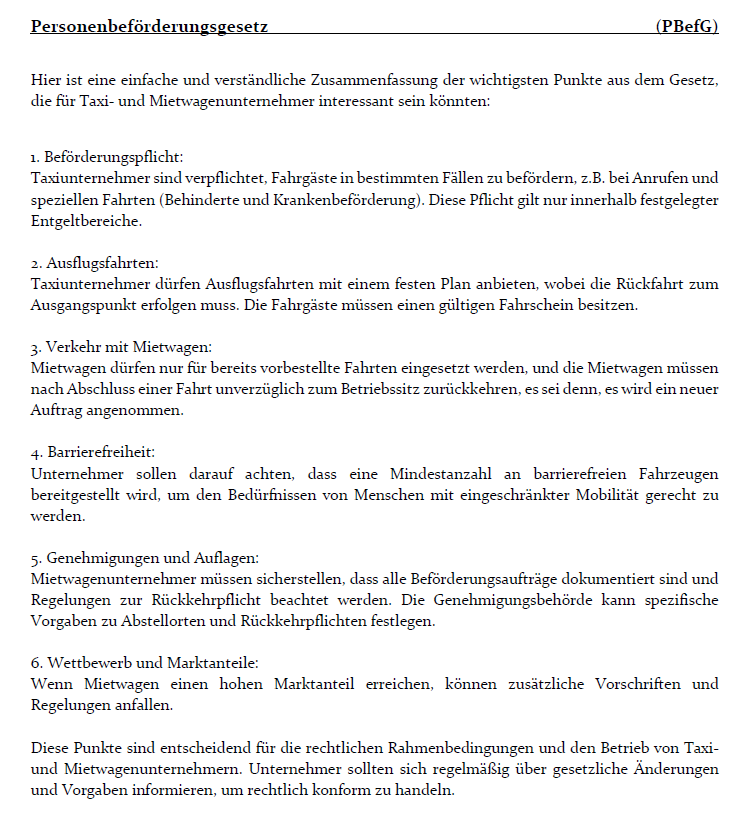 Personenbeförderungsgesetz (PBefG)
Hier ist eine einfache und verständliche Zusammenfassung der wichtigsten Punkte aus dem Gesetz,
die für Taxi- und Mietwagenunternehmer interessant sein könnten:
1. Beförderungspflicht:
Taxiunternehmer sind verpflichtet, Fahrgäste in bestimmten Fällen zu befördern, z.B. bei Anrufen und
speziellen Fahrten (Behinderte und Krankenbeförderung). Diese Pflicht gilt nur innerhalb festgelegter
Entgeltbereiche.
2. Ausflugsfahrten:
Taxiunternehmer dürfen Ausflugsfahrten mit einem festen Plan anbieten, wobei die Rückfahrt zum
Ausgangspunkt erfolgen muss. Die Fahrgäste müssen einen gültigen Fahrschein besitzen.
3. Verkehr mit Mietwagen:
Mietwagen dürfen nur für bereits vorbestellte Fahrten eingesetzt werden, und die Mietwagen müssen
nach Abschluss einer Fahrt unverzüglich zum Betriebssitz zurückkehren, es sei denn, es wird ein neuer
Auftrag angenommen.
4. Barrierefreiheit:
Unternehmer sollen darauf achten, dass eine Mindestanzahl an barrierefreien Fahrzeugen
bereitgestellt wird, um den Bedürfnissen von Menschen mit eingeschränkter Mobilität gerecht zu
werden.
5. Genehmigungen und Auflagen:
Mietwagenunternehmer müssen sicherstellen, dass alle Beförderungsaufträge dokumentiert sind und
Regelungen zur Rückkehrpflicht beachtet werden. Die Genehmigungsbehörde kann spezifische
Vorgaben zu Abstellorten und Rückkehrpflichten festlegen.
6. Wettbewerb und Marktanteile:
Wenn Mietwagen einen hohen Marktanteil erreichen, können zusätzliche Vorschriften und
Regelungen anfallen.
Diese Punkte sind entscheidend für die rechtlichen Rahmenbedingungen und den Betrieb von Taxi-
und Mietwagenunternehmern. Unternehmer sollten sich regelmäßig über gesetzliche Änderungen
und Vorgaben informieren, um rechtlich konform zu handeln.